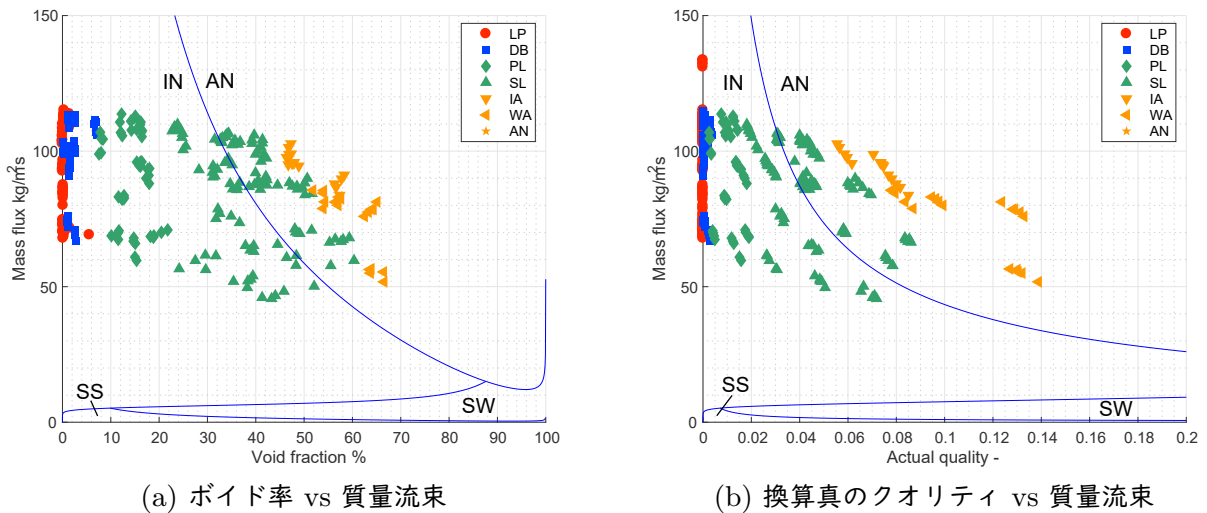 150
100
50
0
Mass flux kg/m²s
0 10 20 30 40 50 60 70 80 90 100
Void fraction %
IN AN
SS
SW
LP
DB
PL
SL
IA
WA
AN
(a) ボイド率 vs 質量流束
150
100
50
0
Mass flux kg/m²s
0 0.02 0.04 0.06 0.08 0.1 0.12 0.14 0.16 0.18 0.2
Actual quality -
IN AN
SS
SW
LP
DB
PL
SL
IA
WA
AN
(b) 換算真のクオリティ vs 質量流束